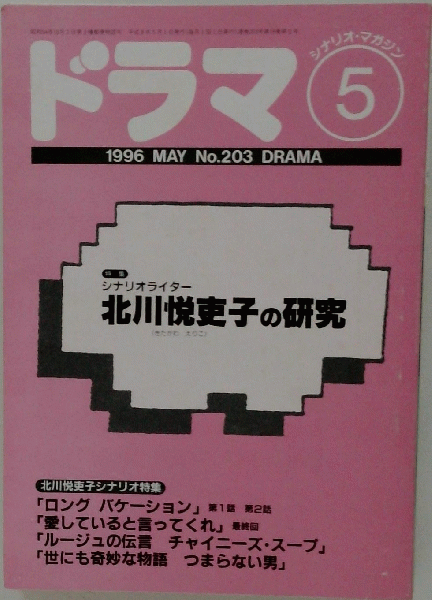 ドラマ
シナリオ・マガジン
5
1996 MAY No.203 DRAMA
特集
シナリオライター
北川悦吏子の研究
(きたがわ えりこ)
北川悦吏子シナリオ特集
「ロング バケーション」第1話 第2話
「愛していると言ってくれ」最終回
「ルージュの伝言 チャイニーズ・スープ」
「世にも奇妙な物語 つまらない男」